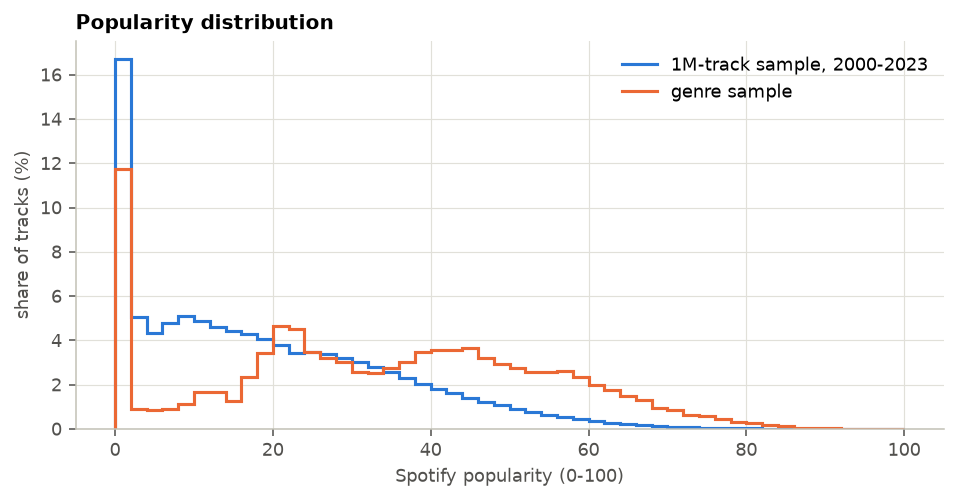 Popularity distribution
1M-track sample, 2000-2023
genre sample
share of tracks (%)
16
14
12
10
8
6
4
2
0
0 20 40 60 80 100
Spotify popularity (0-100)